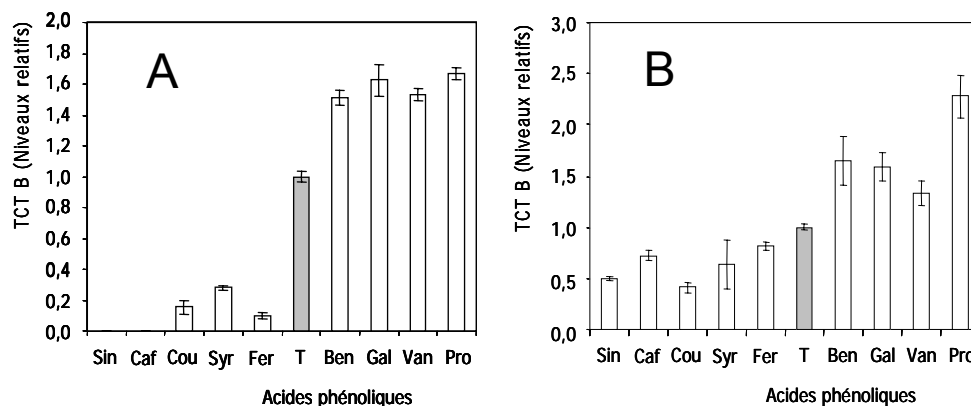 A
TCT B (Niveaux relatifs)
2,0
1,8
1,6
1,4
1,2
1,0
0,8
0,6
0,4
0,2
0,0
Sin Caf Cou Syr Fer T Ben Gal Van Pro
Acides phénoliques
B
TCT B (Niveaux relatifs)
3,0
2,5
2,0
1,5
1,0
0,5
0,0
Sin Caf Cou Syr Fer T Ben Gal Van Pro
Acides phénoliques